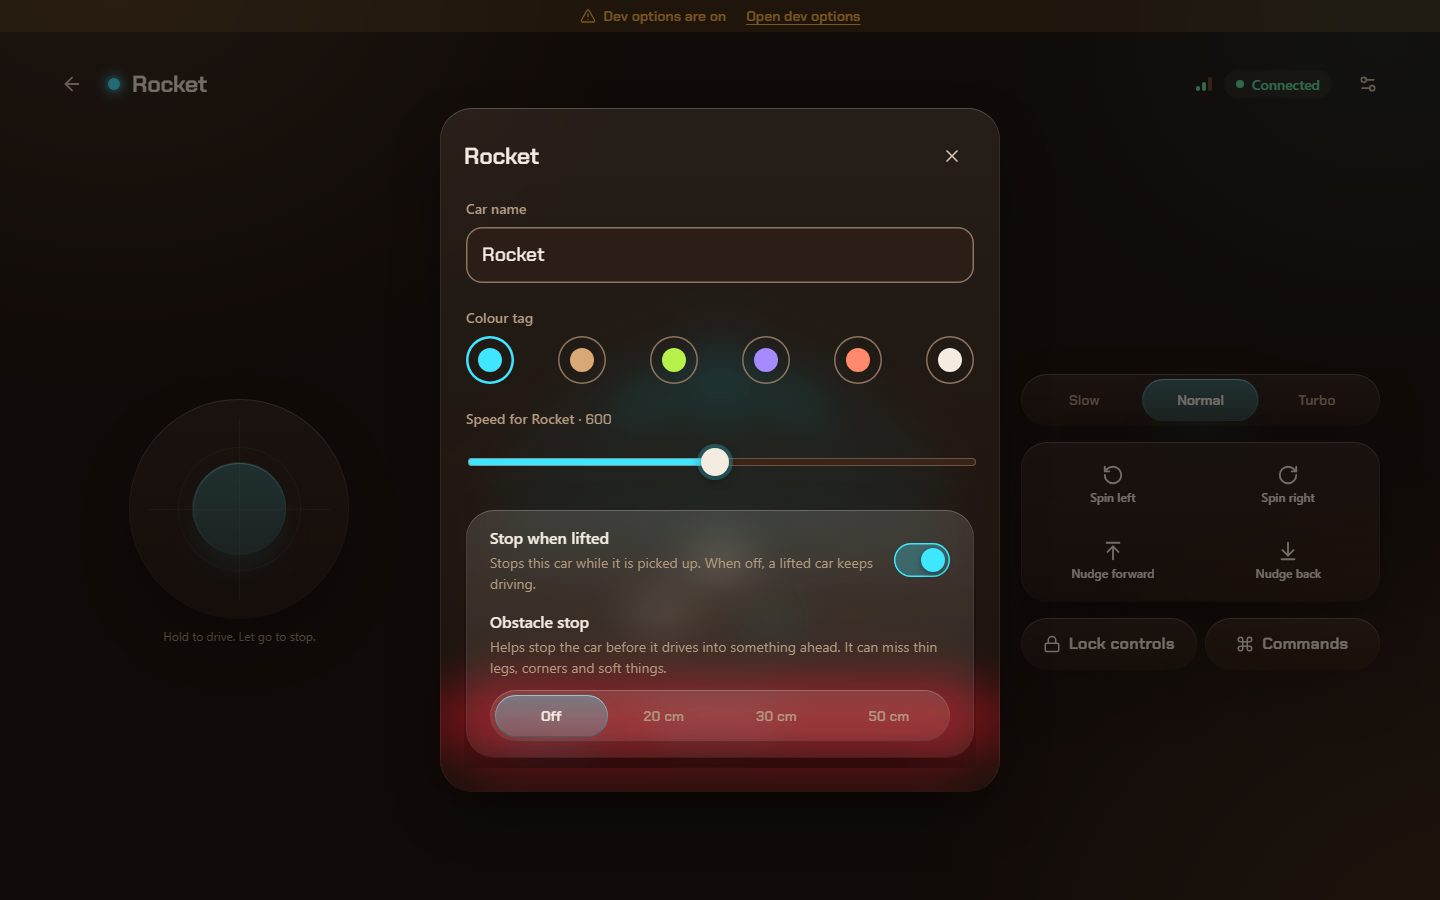 Dev options are on Open dev options
Rocket
Connected
Rocket
Car name
Rocket
Colour tag
Speed for Rocket · 600
Stop when lifted
Stops this car while it is picked up. When off, a lifted car keeps
driving.
Obstacle stop
Helps stop the car before it drives into something ahead. It can miss thin
legs, corners and soft things.
Off 20 cm 30 cm 50 cm
Hold to drive. Let go to stop.
Slow Normal Turbo
Spin left Spin right
Nudge forward Nudge back
Lock controls Commands